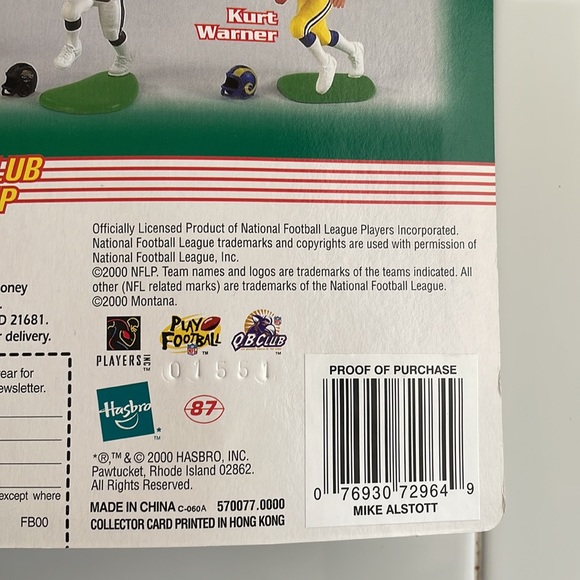 Kurt
Warner
UB
P
Officially Licensed Product of National Football League Players Incorporated.
National Football League trademarks and copyrights are used with permission of
National Football League, Inc.
©2000 NFLP. Team names and logos are trademarks of the teams indicated. All
other (NFL related marks) are trademarks of the National Football League.
©2000 Montana.
oney
D 21681.
r delivery.
PLAYERS INC™
PLAY FOOTBALL NFL ™
QB CLUB ™
01551
ear for
ewsletter.
except where
FB00
Hasbro ®*™
87
*®,™ & © 2000 HASBRO, INC.
Pawtucket, Rhode Island 02862.
All Rights Reserved.
MADE IN CHINA C-060A 570077.0000
COLLECTOR CARD PRINTED IN HONG KONG
PROOF OF PURCHASE
0 76930 72964 9
MIKE ALSTOTT